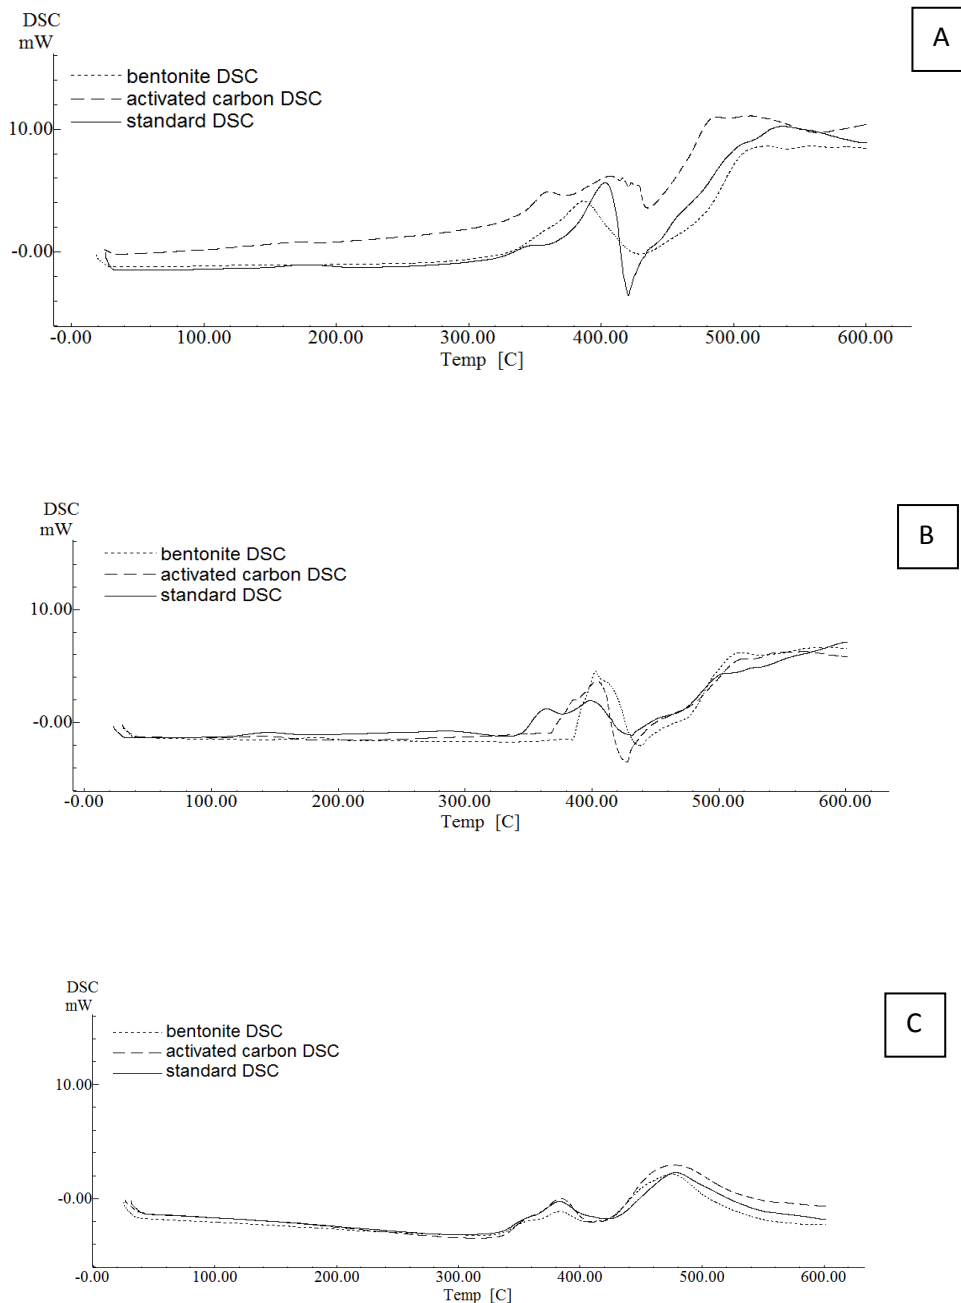 DSC
mW
A
bentonite DSC
activated carbon DSC
standard DSC
10.00
-0.00
-0.00 100.00 200.00 300.00 400.00 500.00 600.00
Temp [C]
DSC
mW
B
bentonite DSC
activated carbon DSC
standard DSC
10.00
-0.00
-0.00 100.00 200.00 300.00 400.00 500.00 600.00
Temp [C]
DSC
mW
C
bentonite DSC
activated carbon DSC
standard DSC
10.00
-0.00
-0.00 100.00 200.00 300.00 400.00 500.00 600.00
Temp [C]